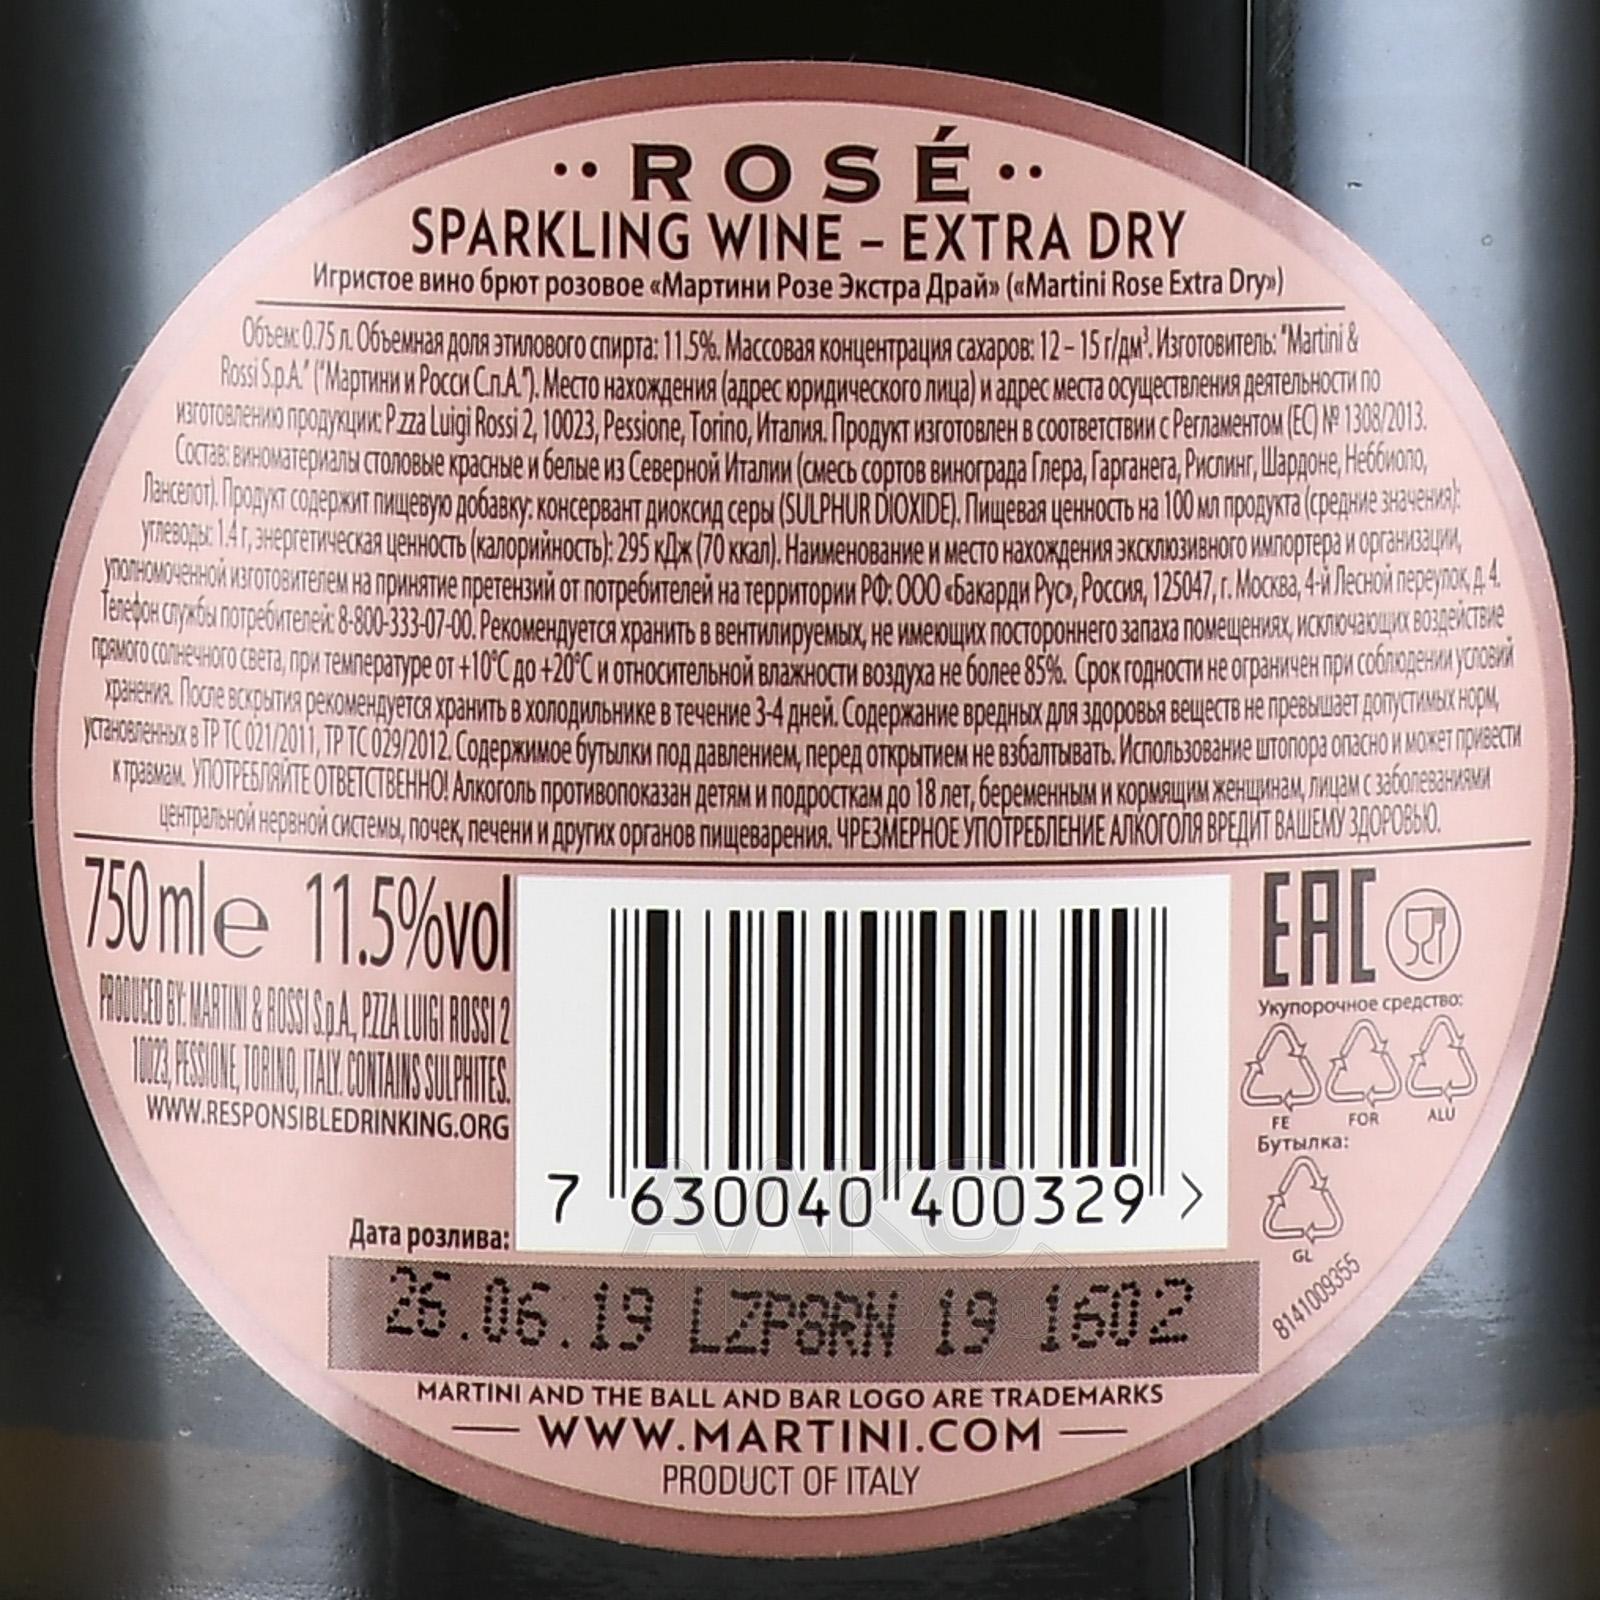 ·· ROSÉ ··
SPARKLING WINE – EXTRA DRY
Игристое вино брют розовое «Мартини Розе Экстра Драй» («Martini Rose Extra Dry»)
Объем: 0.75 л. Объемная доля этилового спирта: 11.5%. Массовая концентрация сахаров: 12 – 15 г/дм³. Изготовитель: "Martini &
Rossi S.p.A." ("Мартини и Росси С.п.А."). Место нахождения (адрес юридического лица) и адрес места осуществления деятельности по
изготовлению продукции: P.zza Luigi Rossi 2, 10023, Pessione, Torino, Италия. Продукт изготовлен в соответствии с Регламентом (ЕС) № 1308/2013.
Состав: виноматериалы столовые красные и белые из Северной Италии (смесь сортов винограда Глера, Гарганега, Рислинг, Шардоне, Неббиоло,
Ланселот). Продукт содержит пищевую добавку: консервант диоксид серы (SULPHUR DIOXIDE). Пищевая ценность на 100 мл продукта (средние значения):
углеводы: 1.4 г, энергетическая ценность (калорийность): 295 кДж (70 ккал). Наименование и место нахождения эксклюзивного импортера и организации,
уполномоченной изготовителем на принятие претензий от потребителей на территории РФ: ООО «Бакарди Рус», Россия, 125047, г. Москва, 4-й Лесной переулок, д. 4.
Телефон службы потребителей: 8-800-333-07-00. Рекомендуется хранить в вентилируемых, не имеющих постороннего запаха помещениях, исключающих воздействие
прямого солнечного света, при температуре от +10°C до +20°C и относительной влажности воздуха не более 85%. Срок годности не ограничен при соблюдении условий
хранения. После вскрытия рекомендуется хранить в холодильнике в течение 3-4 дней. Содержание вредных для здоровья веществ не превышает допустимых норм,
установленных в ТР ТС 021/2011, ТР ТС 029/2012. Содержимое бутылки под давлением, перед открытием не взбалтывать. Использование штопора опасно и может привести
к травмам. УПОТРЕБЛЯЙТЕ ОТВЕТСТВЕННО! Алкоголь противопоказан детям и подросткам до 18 лет, беременным и кормящим женщинам, лицам с заболеваниями
центральной нервной системы, почек, печени и других органов пищеварения. ЧРЕЗМЕРНОЕ УПОТРЕБЛЕНИЕ АЛКОГОЛЯ ВРЕДИТ ВАШЕМУ ЗДОРОВЬЮ.
750 ml e 11.5%vol
PRODUCED BY: MARTINI & ROSSI S.p.A., P.ZZA LUIGI ROSSI 2
10023, PESSIONE, TORINO, ITALY. CONTAINS SULPHITES.
WWW.RESPONSIBLEDRINKING.ORG
7 630040 400329 >
EAC
Укупорочное средство:
FE FOR ALU
Бутылка:
GL
8141009355
Дата розлива:
26.06.19 LZP8RN 19 1602
MARTINI AND THE BALL AND BAR LOGO ARE TRADEMARKS
WWW.MARTINI.COM
PRODUCT OF ITALY